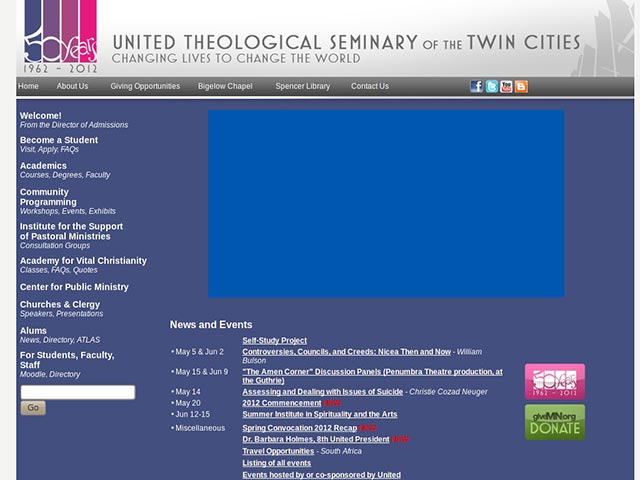 50 years
1962 - 2012
UNITED THEOLOGICAL SEMINARY OF THE TWIN CITIES
CHANGING LIVES TO CHANGE THE WORLD
Home About Us Giving Opportunities Bigelow Chapel Spencer Library Contact Us
Welcome!
From the Director of Admissions
Become a Student
Visit, Apply, FAQs
Academics
Courses, Degrees, Faculty
Community
Programming
Workshops, Events, Exhibits
Institute for the Support
of Pastoral Ministries
Consultation Groups
Academy for Vital Christianity
Classes, FAQs, Quotes
Center for Public Ministry
Churches & Clergy
Speakers, Presentations
Alums
News, Directory, ATLAS
For Students, Faculty,
Staff
Moodle, Directory
Go
News and Events
Self-Study Project
• May 5 & Jun 2 Controversies, Councils, and Creeds: Nicea Then and Now - William
Bulson
• May 15 & Jun 9 "The Amen Corner" Discussion Panels (Penumbra Theatre production, at
the Guthrie)
• May 14 Assessing and Dealing with Issues of Suicide - Christie Cozad Neuger
• May 20 2012 Commencement
• Jun 12-15 Summer Institute in Spirituality and the Arts
• Miscellaneous Spring Convocation 2012 Recap
Dr. Barbara Holmes, 8th United President
Travel Opportunities - South Africa
Listing of all events
Events hosted by or co-sponsored by United
50 years
1962 - 2012
giveMN.org
DONATE